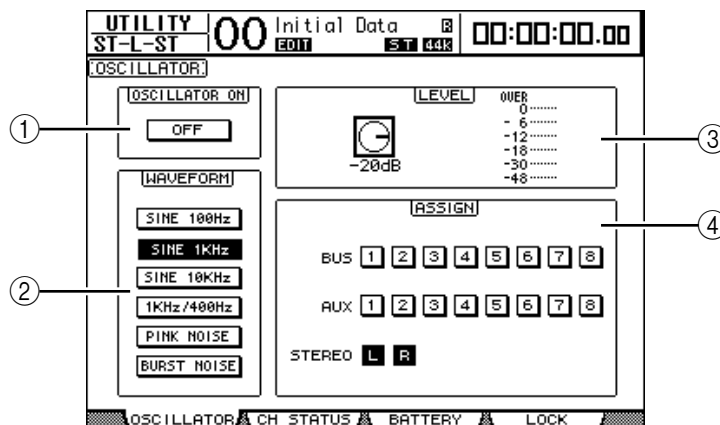 UTILITY
ST-L-ST
00
Initial Data
EDIT
ST 44K
00:00:00.00
OSCILLATOR
OSCILLATOR ON
OFF
1
WAVEFORM
SINE 100Hz
SINE 1KHz
SINE 10KHz
1KHz/400Hz
PINK NOISE
BURST NOISE
2
LEVEL
-20dB
OVER
0
- 6
-12
-18
-30
-48
3
ASSIGN
4
BUS 1 2 3 4 5 6 7 8
AUX 1 2 3 4 5 6 7 8
STEREO L R
OSCILLATOR CH STATUS BATTERY LOCK